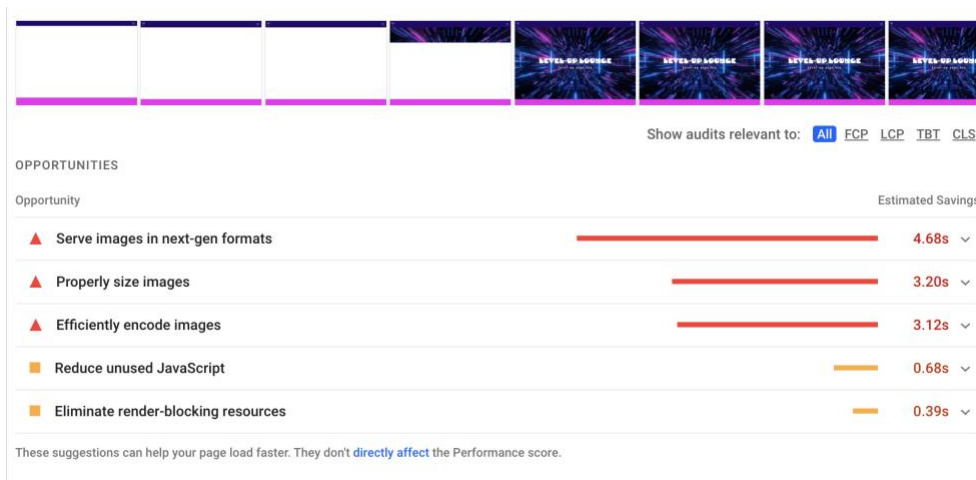 LEVEL-UP LOUNGE
LEVEL-UP LOUNGE
LEVEL-UP LOUNGE
LEVEL-UP LOUNGE
Show audits relevant to: All FCP LCP TBT CLS
OPPORTUNITIES
Opportunity Estimated Savings
Serve images in next-gen formats 4.68s
Properly size images 3.20s
Efficiently encode images 3.12s
Reduce unused JavaScript 0.68s
Eliminate render-blocking resources 0.39s
These suggestions can help your page load faster. They don't directly affect the Performance score.